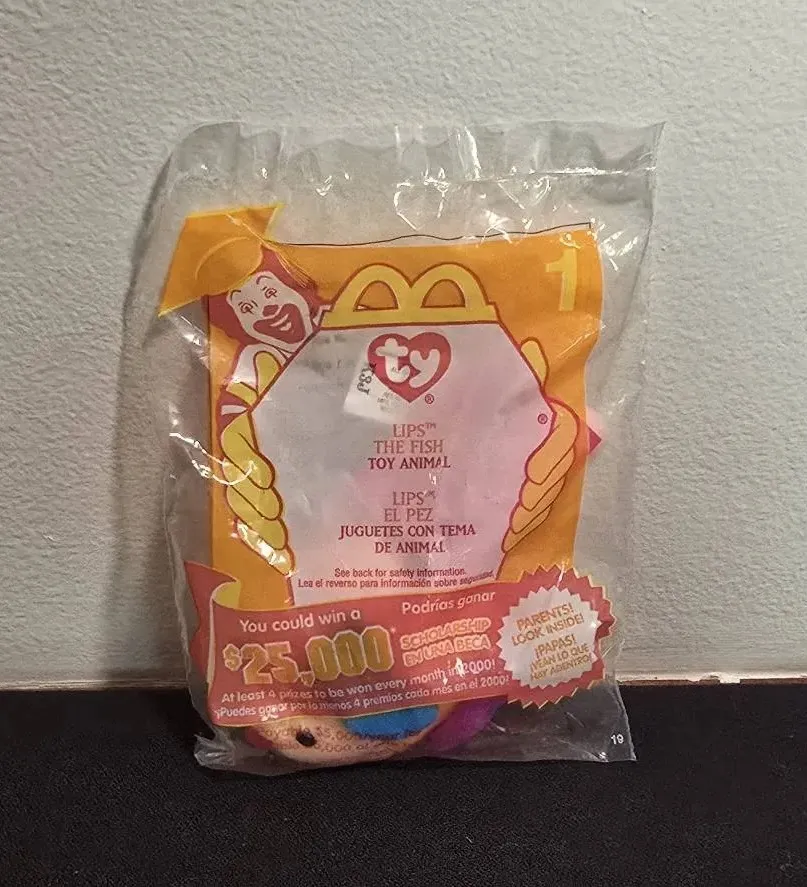 1
ty®
LIPS™
THE FISH
TOY ANIMAL
LIPS™
EL PEZ
JUGUETES CON TEMA
DE ANIMAL
See back for safety information.
Lea el reverso para información sobre seguridad.
You could win a
Podrías ganar
$25,000*
SCHOLARSHIP
EN UNA BECA
At least 4 prizes to be won every month in 2000!
¡Puedes ganar por lo menos 4 premios cada mes en el 2000!
PARENTS!
LOOK INSIDE!
¡PAPAS!
¡VEAN LO QUE
HAY ADENTRO!
19